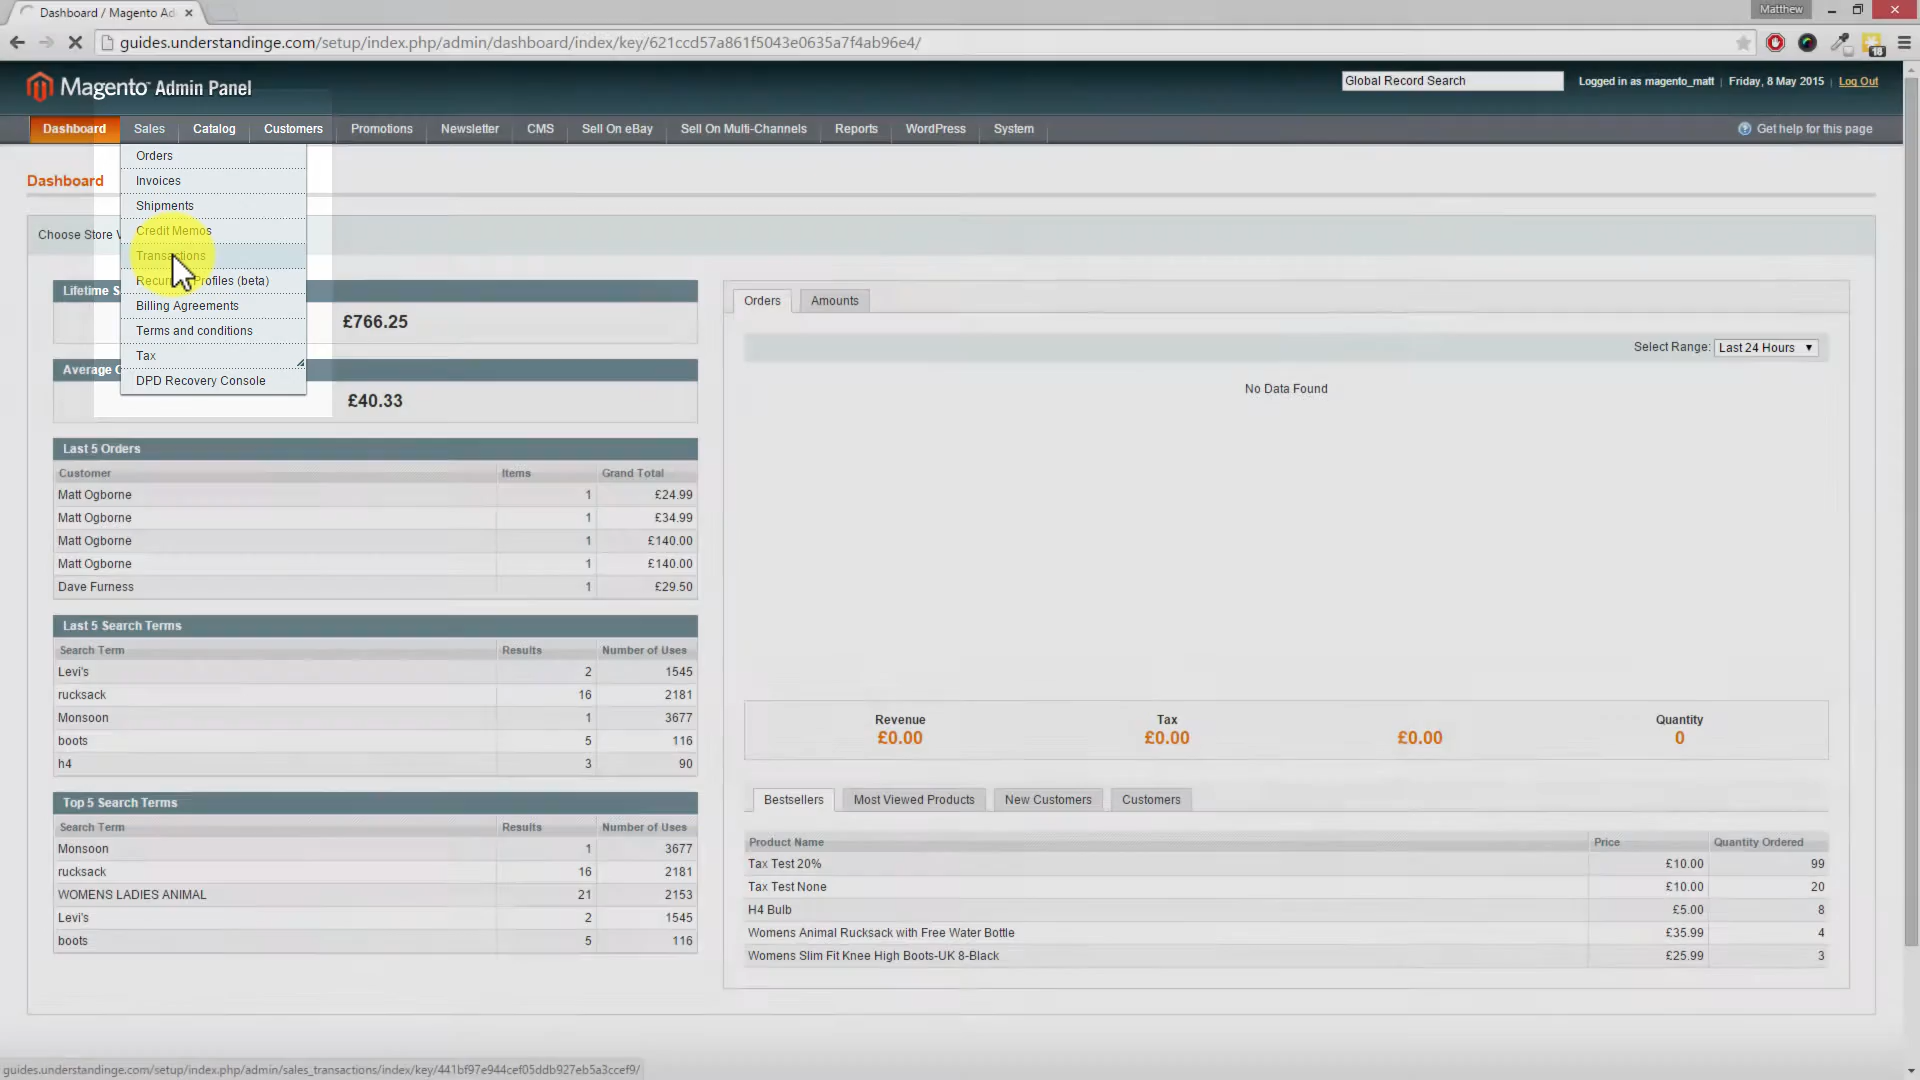 Dashboard / Magento Ad
Matthew
guides.understandinge.com/setup/index.php/admin/dashboard/index/key/621ccd57a861f5043e0635a7f4ab96e4/
18
Magento Admin Panel
Global Record Search
Logged in as magento_matt | Friday, 8 May 2015 | Log Out
Dashboard Sales Catalog Customers Promotions Newsletter CMS Sell On eBay Sell On Multi-Channels Reports WordPress System
Get help for this page
Orders
Invoices
Shipments
Credit Memos
Transactions
Profiles (beta)
Billing Agreements
Terms and conditions
Tax
DPD Recovery Console
Dashboard
Choose Store V
Lifetime S
£766.25
Average O
£40.33
Last 5 Orders
Customer Items Grand Total
Matt Ogborne 1 £24.99
Matt Ogborne 1 £34.99
Matt Ogborne 1 £140.00
Matt Ogborne 1 £140.00
Dave Furness 1 £29.50
Last 5 Search Terms
Search Term Results Number of Uses
Levi's 2 1545
rucksack 16 2181
Monsoon 1 3677
boots 5 116
h4 3 90
Top 5 Search Terms
Search Term Results Number of Uses
Monsoon 1 3677
rucksack 16 2181
WOMENS LADIES ANIMAL 21 2153
Levi's 2 1545
boots 5 116
Orders Amounts
Select Range: Last 24 Hours
No Data Found
Revenue Tax Quantity
£0.00 £0.00 £0.00 0
Bestsellers Most Viewed Products New Customers Customers
Product Name Price Quantity Ordered
Tax Test 20% £10.00 99
Tax Test None £10.00 20
H4 Bulb £5.00 8
Womens Animal Rucksack with Free Water Bottle £35.99 4
Womens Slim Fit Knee High Boots-UK 8-Black £25.99 3
guides.understandinge.com/setup/index.php/admin/sales_transactions/index/key/441bf97e944cef05ddb927eb5a3ccef9/